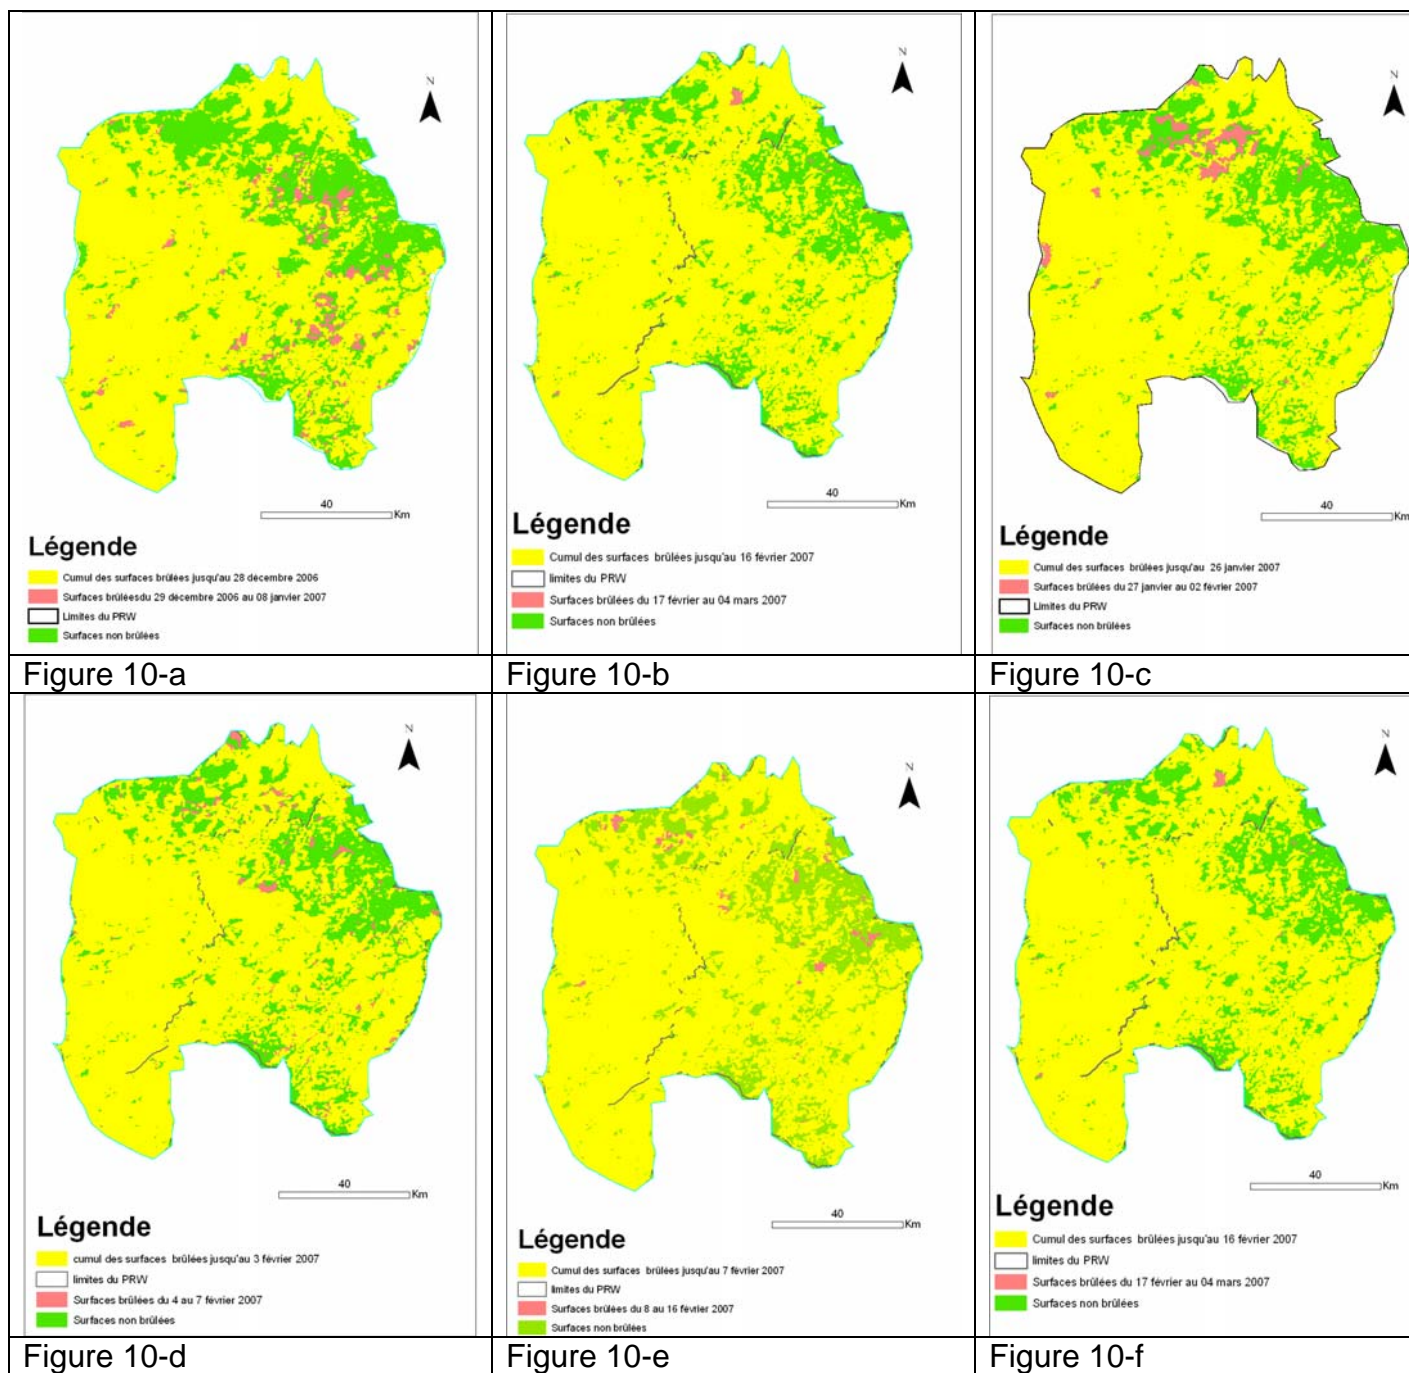 N
40
Km
Légende
Cumul des surfaces brûlées jusqu'au 28 décembre 2006
Surfaces brûléesdu 29 décembre 2006 au 08 janvier 2007
Limites du PRW
Surfaces non brûlées
Figure 10-a
N
40
Km
Légende
Cumul des surfaces brûlées jusqu'au 16 février 2007
limites du PRW
Surfaces brûlées du 17 février au 04 mars 2007
Surfaces non brûlées
Figure 10-b
N
40
Km
Légende
Cumul des surfaces brûlées jusqu'au 26 janvier 2007
Surfaces brûlées du 27 janvier au 02 février 2007
Limites du PRW
Surfaces non brûlées
Figure 10-c
N
40
Km
Légende
cumul des surfaces brûlées jusqu'au 3 février 2007
limites du PRW
Surfaces brûlées du 4 au 7 février 2007
Surfaces non brûlées
Figure 10-d
N
40
Km
Légende
Cumul des surfaces brûlées jusqu'au 7 février 2007
limites du PRW
Surfaces brûlées du 8 au 16 février 2007
Surfaces non brûlées
Figure 10-e
N
40
Km
Légende
Cumul des surfaces brûlées jusqu'au 16 février 2007
limites du PRW
Surfaces brûlées du 17 février au 04 mars 2007
Surfaces non brûlées
Figure 10-f